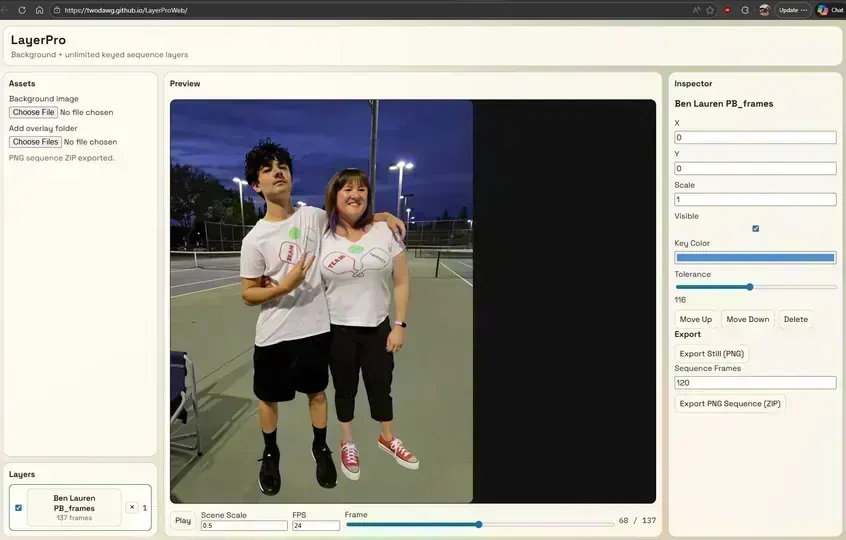 https://twodawg.github.io/LayerProWeb/
Update
Chat
LayerPro
Background + unlimited keyed sequence layers
Assets
Background image
Choose File No file chosen
Add overlay folder
Choose Files No file chosen
PNG sequence ZIP exported.
Layers
Ben Lauren
PB_frames
137 frames
× 1
Preview
TEAM
TEAM
Play
Scene Scale
0.5
FPS
24
Frame
68 / 137
Inspector
Ben Lauren PB_frames
X
0
Y
0
Scale
1
Visible
Key Color
Tolerance
116
Move Up Move Down Delete
Export
Export Still (PNG)
Sequence Frames
120
Export PNG Sequence (ZIP)